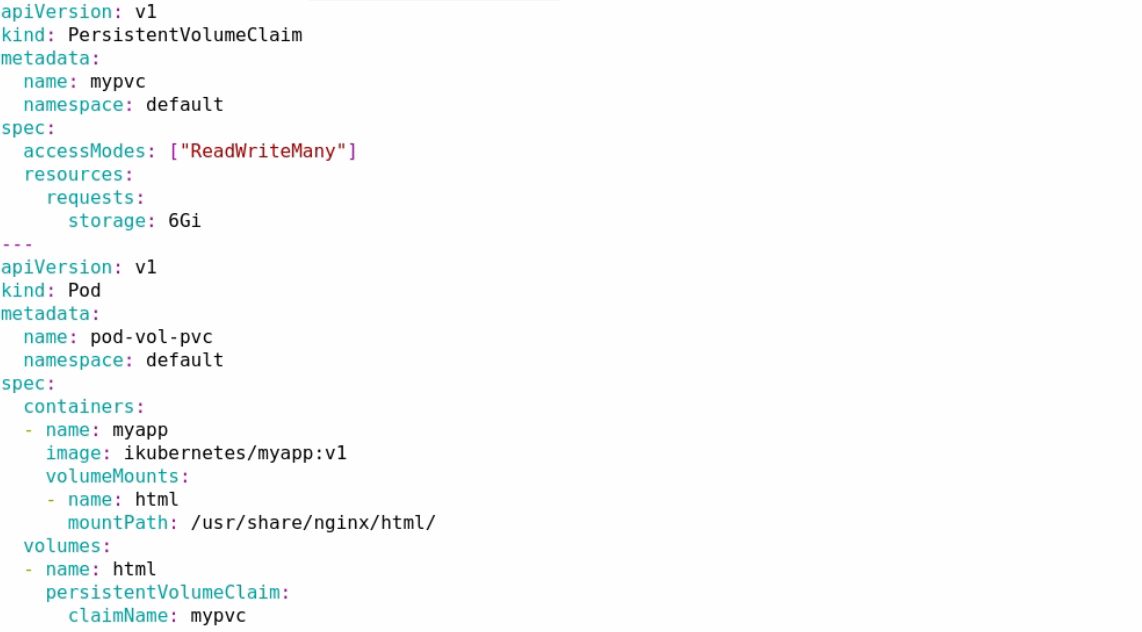 apiVersion: v1
kind: PersistentVolumeClaim
metadata:
  name: mypvc
  namespace: default
spec:
  accessModes: ["ReadWriteMany"]
  resources:
    requests:
      storage: 6Gi
---
apiVersion: v1
kind: Pod
metadata:
  name: pod-vol-pvc
  namespace: default
spec:
  containers:
  - name: myapp
    image: ikubernetes/myapp:v1
    volumeMounts:
    - name: html
      mountPath: /usr/share/nginx/html/
  volumes:
  - name: html
    persistentVolumeClaim:
      claimName: mypvc